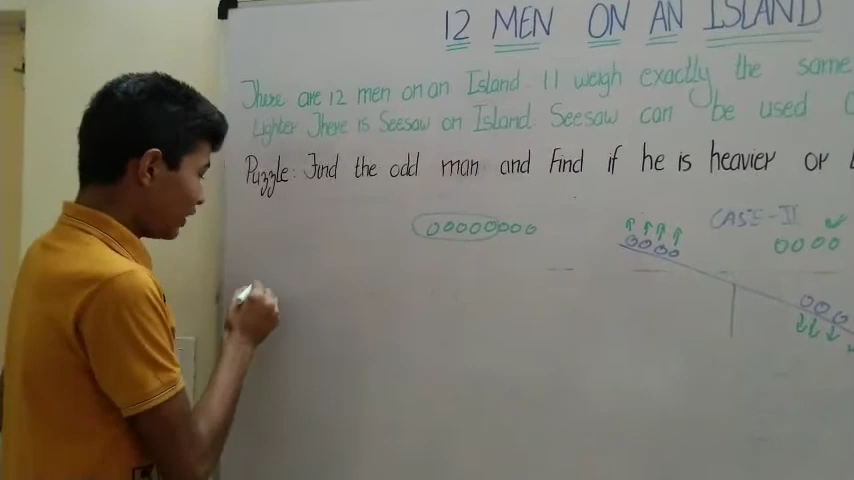 12 MEN ON AN ISLAND
There are 12 men on an Island 11 weigh exactly the same
Lighter There is Seesaw on Island. Seesaw can be used
Puzzle: Find the odd man and Find if he is heavier or
CASE-II